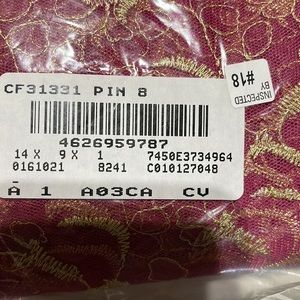 CF31331 PIN 8
4626959787
14 X 9 X 1 7450E3734964
0161021 8241 C010127048
A 1 A03CA CV
INSPECTED
BY
#18